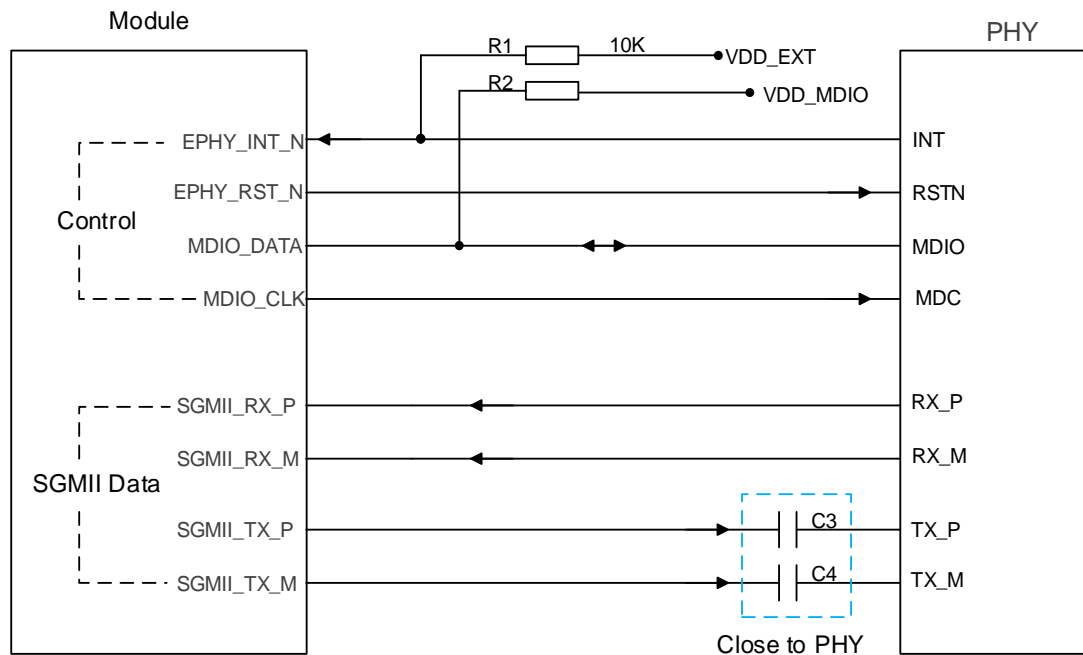 Module
PHY
R1
10K
VDD_EXT
R2
VDD_MDIO
EPHY_INT_N
INT
EPHY_RST_N
RSTN
Control
MDIO_DATA
MDIO
MDIO_CLK
MDC
SGMII_RX_P
RX_P
SGMII_RX_M
RX_M
SGMII Data
SGMII_TX_P
C3
TX_P
SGMII_TX_M
C4
TX_M
Close to PHY